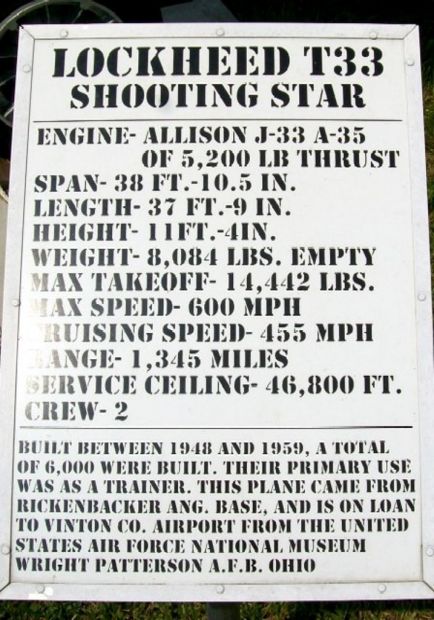 LOCKHEED T33
SHOOTING STAR
ENGINE- ALLISON J-33 A-35
OF 5,200 LB THRUST
SPAN- 38 FT.-10.5 IN.
LENGTH- 37 FT.-9 IN.
HEIGHT- 11FT.-4IN.
WEIGHT- 8,084 LBS. EMPTY
MAX TAKEOFF- 14,442 LBS.
MAX SPEED- 600 MPH
CRUISING SPEED- 455 MPH
RANGE- 1,345 MILES
SERVICE CEILING- 46,800 FT.
CREW- 2
BUILT BETWEEN 1948 AND 1959, A TOTAL
OF 6,000 WERE BUILT. THEIR PRIMARY USE
WAS AS A TRAINER. THIS PLANE CAME FROM
RICKENBACKER ANG. BASE, AND IS ON LOAN
TO VINTON CO. AIRPORT FROM THE UNITED
STATES AIR FORCE NATIONAL MUSEUM
WRIGHT PATTERSON A.F.B. OHIO